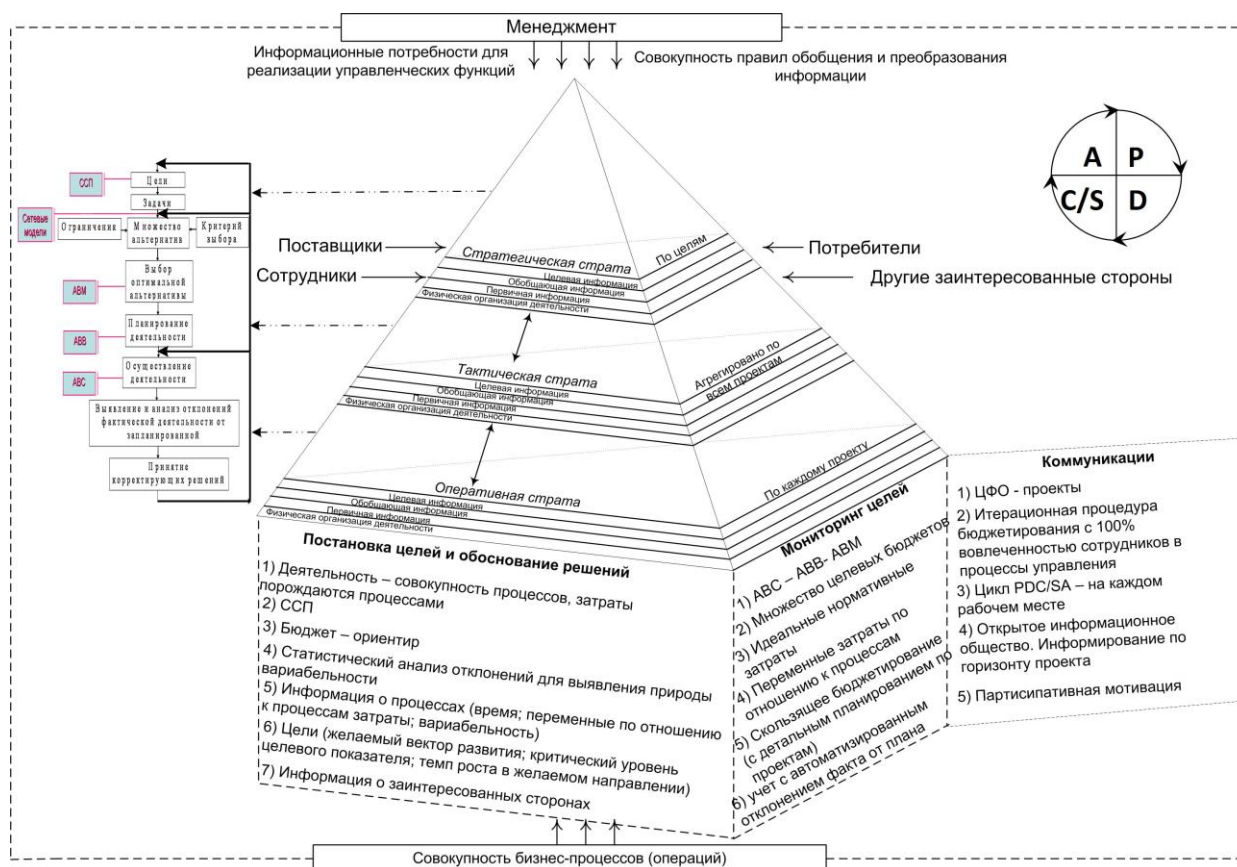 Менеджмент
Информационные потребности для
реализации управленческих функций
Совокупность правил обобщения и преобразования
информации
A P
C/S D
ССП
Цели
Задачи
Сетевые
модели
Ограничения
Множество
альтернатив
Критерий
выбора
Выбор
оптимальной
альтернативы
ABM
Планирование
деятельности
ABB
Осуществление
деятельности
ABC
Выявление и анализ отклонений
фактической деятельности от
запланированной
Принятие
корректирующих решений
Поставщики
Сотрудники
Потребители
Другие заинтересованные стороны
Стратегическая страта
Целевая информация
Обобщающая информация
Первичная информация
Физическая организация деятельности
По целям
Тактическая страта
Целевая информация
Обобщающая информация
Первичная информация
Физическая организация деятельности
Агрегировано по
всем проектам
Оперативная страта
Целевая информация
Обобщающая информация
Первичная информация
Физическая организация деятельности
По каждому проекту
Постановка целей и обоснование решений
1) Деятельность – совокупность процессов, затраты
порождаются процессами
2) ССП
3) Бюджет – ориентир
4) Статистический анализ отклонений для выявления природы
вариабельности
5) Информация о процессах (время; переменные по отношению
к процессам затраты; вариабельность)
6) Цели (желаемый вектор развития; критический уровень
целевого показателя; темп роста в желаемом направлении)
7) Информация о заинтересованных сторонах
Мониторинг целей
1) ABC – ABB- ABM
2) Множество целевых бюджетов
3) Идеальные нормативные
затраты
4) Переменные затраты по
отношению к процессам
5) Скользящее бюджетирование
(с детальным планированием по
проектам)
6) учет с автоматизированным
отклонением факта от плана
Коммуникации
1) ЦФО - проекты
2) Итерационная процедура
бюджетирования с 100%
вовлеченностью сотрудников в
процессы управления
3) Цикл PDC/SA – на каждом
рабочем месте
4) Открытое информационное
общество. Информирование по
горизонту проекта
5) Партисипативная мотивация
Совокупность бизнес-процессов (операций)